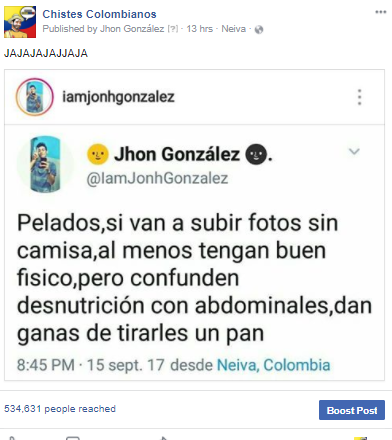 Chistes Colombianos
Published by Jhon González [?] · 13 hrs · Neiva ·
JAJAJAJAJJAJA
iamjonhgonzalez
🌝 Jhon González 🌚.
@IamJonhGonzalez
Pelados,si van a subir fotos sin
camisa,al menos tengan buen
fisico,pero confunden
desnutrición con abdominales,dan
ganas de tirarles un pan
8:45 PM · 15 sept. 17 desde Neiva, Colombia
534,631 people reached
Boost Post